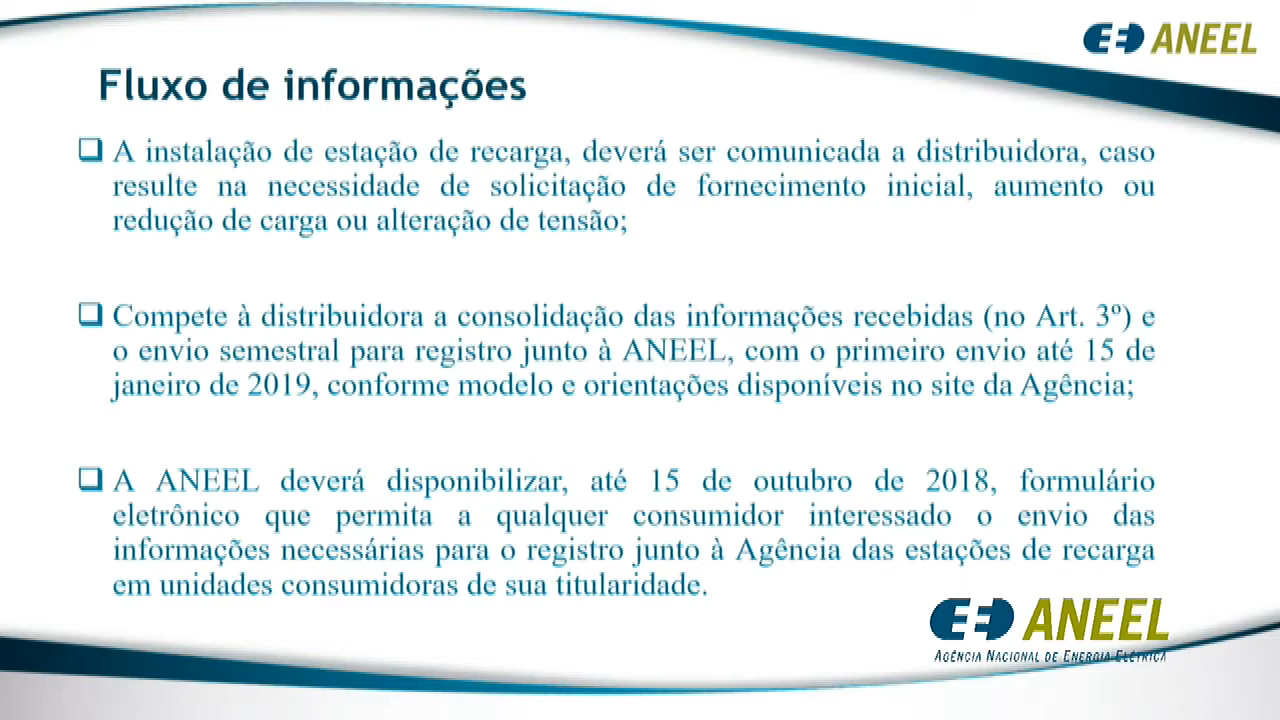 ANEEL
Fluxo de informações
A instalação de estação de recarga, deverá ser comunicada a distribuidora, caso
resulte na necessidade de solicitação de fornecimento inicial, aumento ou
redução de carga ou alteração de tensão;
Compete à distribuidora a consolidação das informações recebidas (no Art. 3º) e
o envio semestral para registro junto à ANEEL, com o primeiro envio até 15 de
janeiro de 2019, conforme modelo e orientações disponíveis no site da Agência;
A ANEEL deverá disponibilizar, até 15 de outubro de 2018, formulário
eletrônico que permita a qualquer consumidor interessado o envio das
informações necessárias para o registro junto à Agência das estações de recarga
em unidades consumidoras de sua titularidade.
ANEEL
AGÊNCIA NACIONAL DE ENERGIA ELÉTRICA